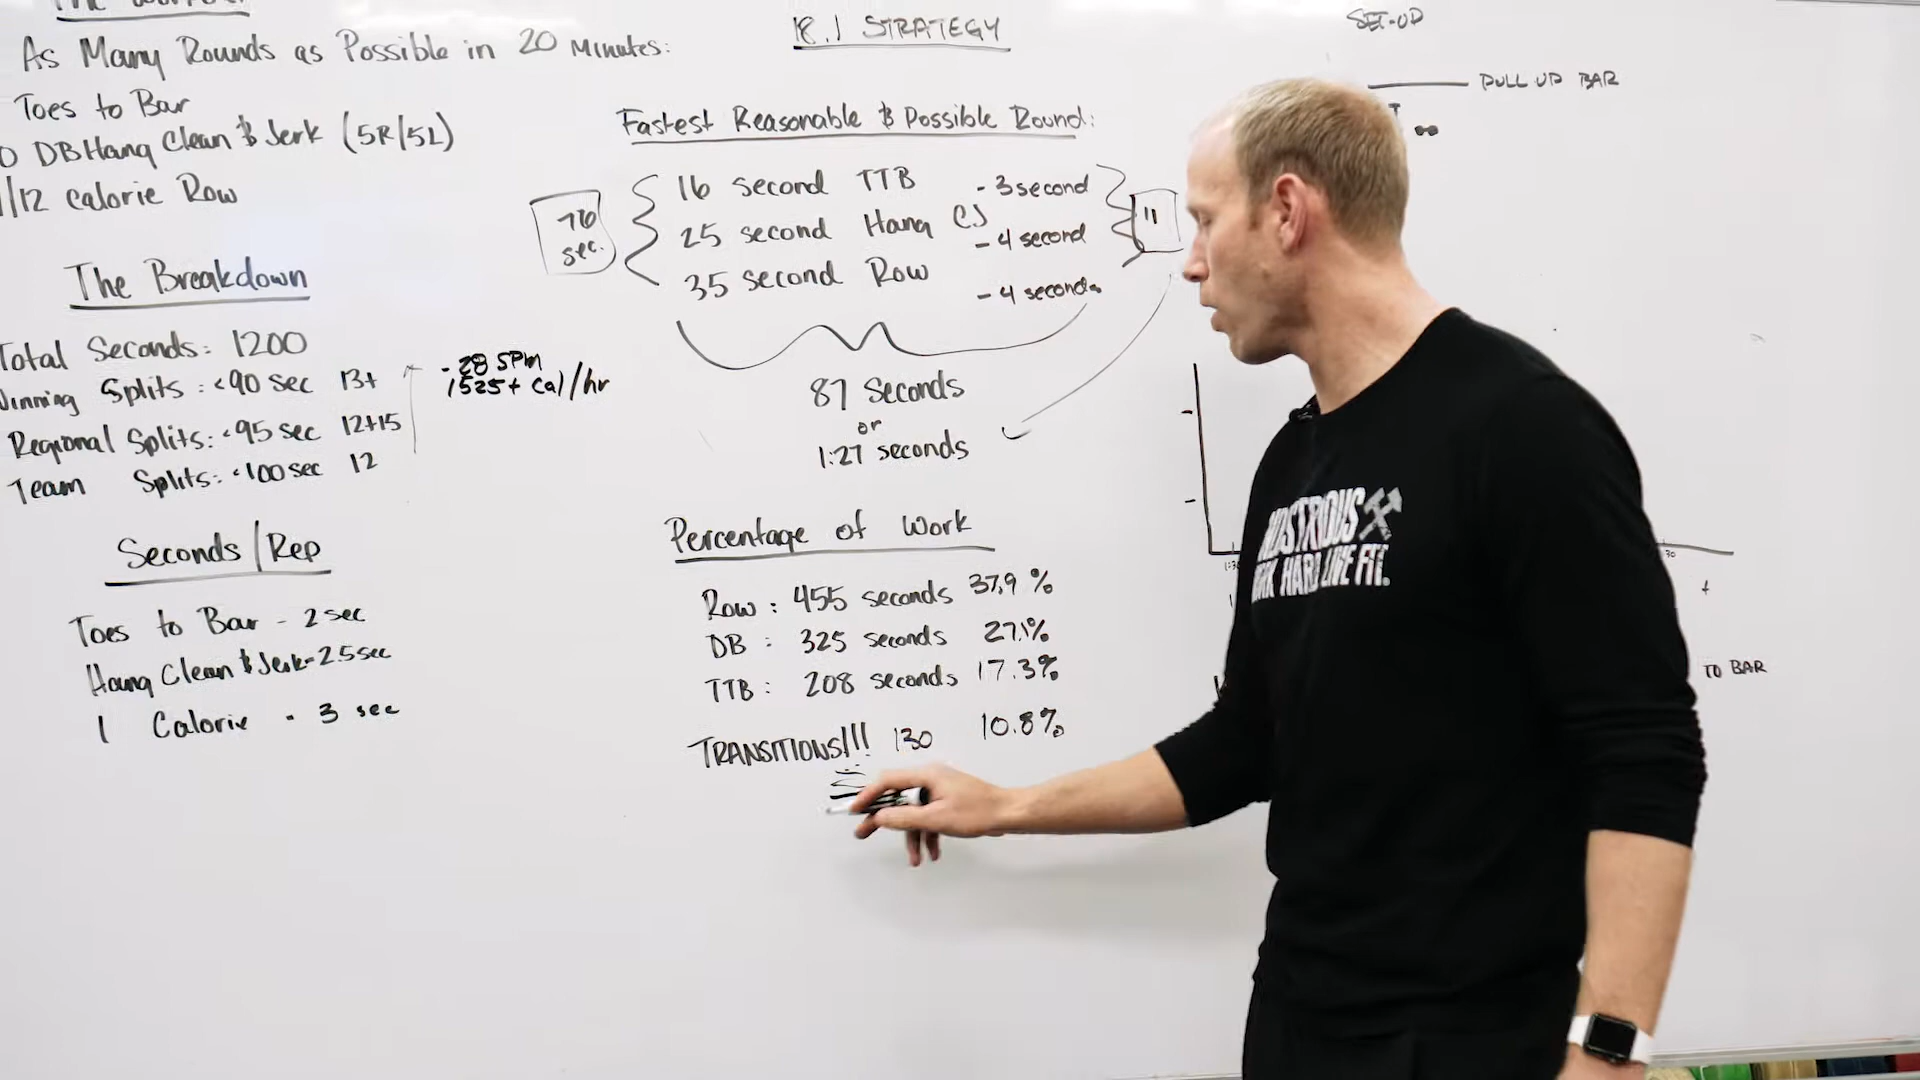 As Many Rounds as Possible in 20 Minutes:
Toes to Bar
DB Hang Clean & Jerk (5R/5L)
/12 Calorie Row
The Breakdown
Total Seconds: 1200
Winning Splits: <90 sec 13+
Regional Splits: <95 sec 12+15
Team Splits: <100 sec 12
- 28 SPM
1525+ Cal/hr
Seconds/Rep
Toes to Bar - 2 sec
Hang Clean & Jerk - 2.5 sec
1 Calorie - 3 sec
18.1 STRATEGY
Fastest Reasonable & Possible Round:
76 sec.
16 second TTB - 3 second
25 second Hang CJ - 4 second
35 second Row - 4 seconds
11
87 Seconds
or
1:27 seconds
Percentage of Work
Row: 455 seconds 37.9%
DB: 325 seconds 27.1%
TTB: 208 seconds 17.3%
TRANSITIONS!!! 130 10.8%
SET-UP
PULL UP BAR
t
TO BAR
HARD LIVE FIT.